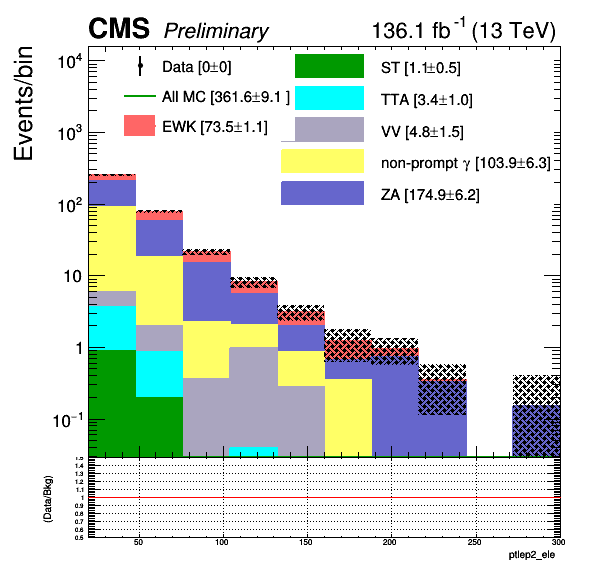 CMS Preliminary 136.1 fb⁻¹ (13 TeV)
Events/bin
10⁴
10³
10²
10
1
10⁻¹
Data [0±0]
All MC [361.6±9.1 ]
EWK [73.5±1.1]
ST [1.1±0.5]
TTA [3.4±1.0]
VV [4.8±1.5]
non-prompt γ [103.9±6.3]
ZA [174.9±6.2]
(Data/Bkg)
1.5
1.4
1.3
1.2
1.1
1
0.9
0.8
0.7
0.6
0.5
50 100 150 200 250 300
ptlep2_ele